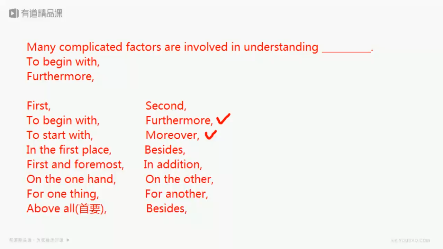 有道精品课
Many complicated factors are involved in understanding __________.
To begin with,
Furthermore,
First, Second,
To begin with, Furthermore,
To start with, Moreover,
In the first place, Besides,
First and foremost, In addition,
On the one hand, On the other,
For one thing, For another,
Above all(首要), Besides,